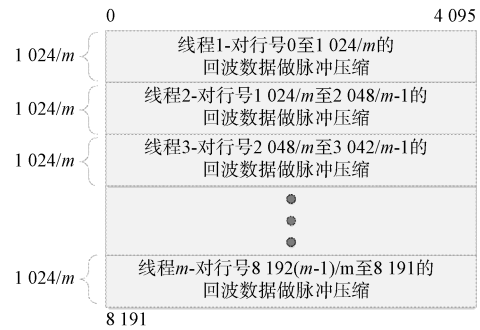 0 4 095
1 024/m
线程1-对行号0至1 024/m的
回波数据做脉冲压缩
1 024/m
线程2-对行号1 024/m至2 048/m-1的
回波数据做脉冲压缩
1 024/m
线程3-对行号2 048/m至3 042/m-1的
回波数据做脉冲压缩
1 024/m
线程m-对行号8 192(m-1)/m至8 191的
回波数据做脉冲压缩
8 191